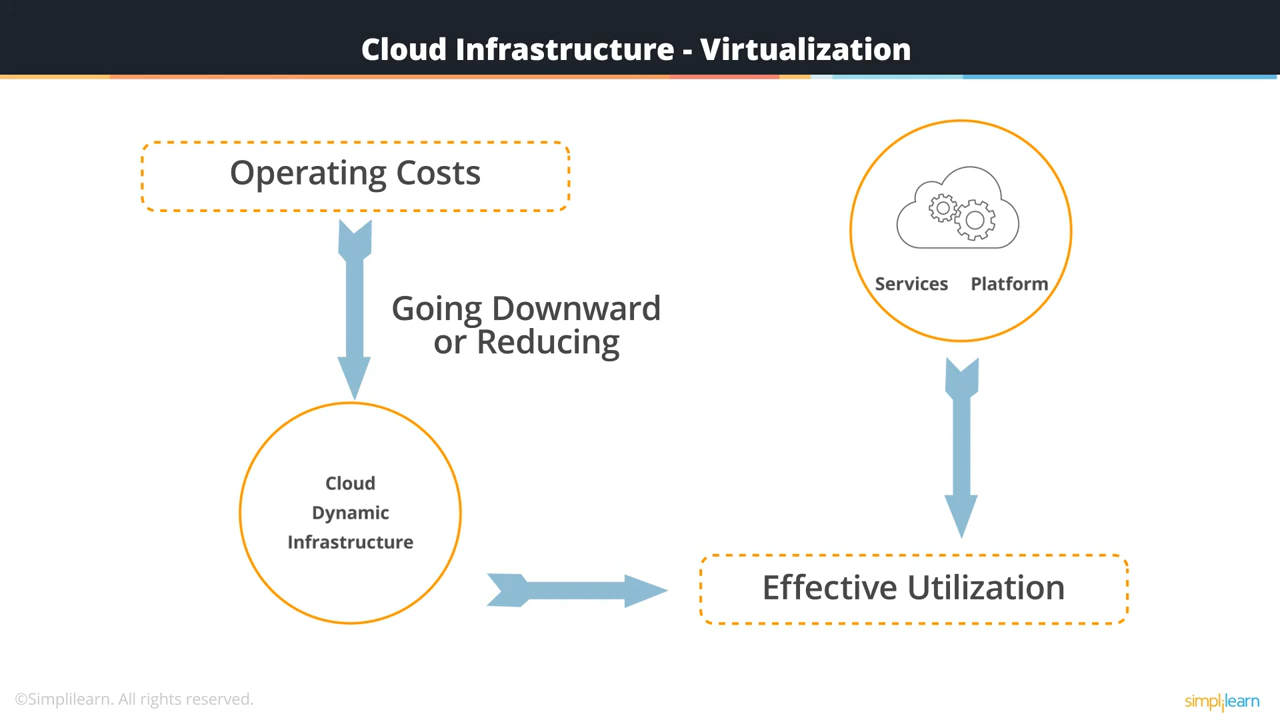 Cloud Infrastructure - Virtualization
Operating Costs
Going Downward
or Reducing
Cloud
Dynamic
Infrastructure
Services Platform
Effective Utilization
©Simplilearn. All rights reserved.
simplilearn